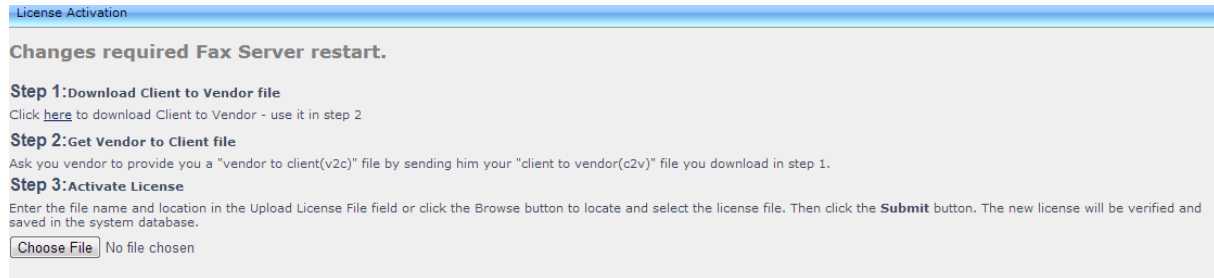 License Activation
Changes required Fax Server restart.
Step 1:Download Client to Vendor file
Click here to download Client to Vendor - use it in step 2
Step 2:Get Vendor to Client file
Ask you vendor to provide you a "vendor to client(v2c)" file by sending him your "client to vendor(c2v)" file you download in step 1.
Step 3:Activate License
Enter the file name and location in the Upload License File field or click the Browse button to locate and select the license file. Then click the Submit button. The new license will be verified and
saved in the system database.
Choose File No file chosen